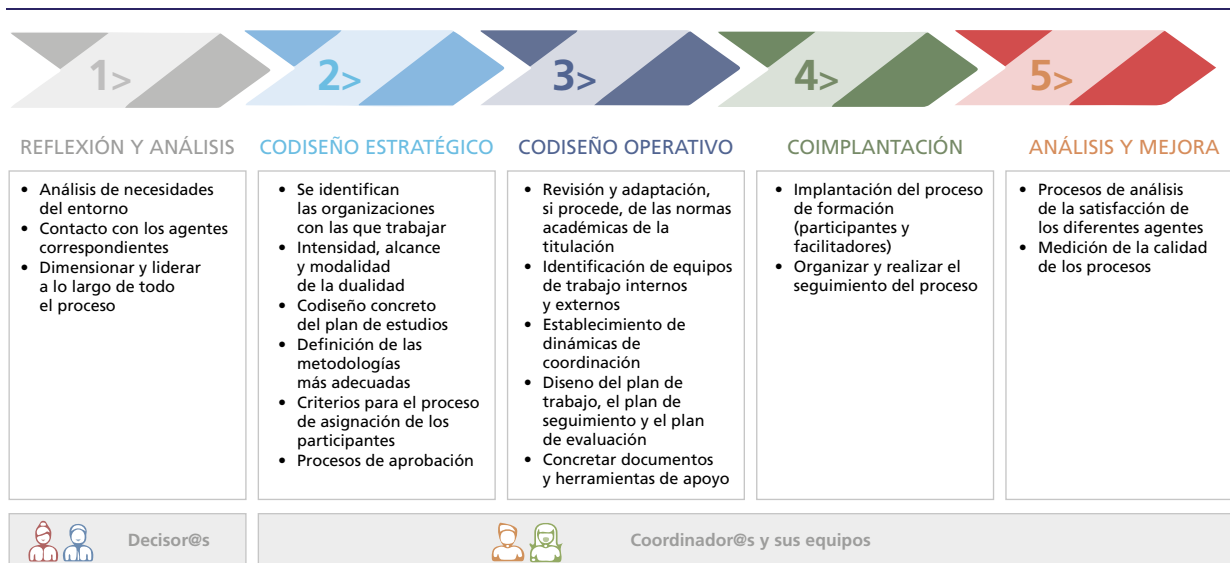 1>
2>
3>
4>
5>
REFLEXIÓN Y ANÁLISIS
• Análisis de necesidades
del entorno
• Contacto con los agentes
correspondientes
• Dimensionar y liderar
a lo largo de todo
el proceso
CODISEÑO ESTRATÉGICO
• Se identifican
las organizaciones
con las que trabajar
• Intensidad, alcance
y modalidad
de la dualidad
• Codiseño concreto
del plan de estudios
• Definición de las
metodologías
más adecuadas
• Criterios para el proceso
de asignación de los
participantes
• Procesos de aprobación
CODISEÑO OPERATIVO
• Revisión y adaptación,
si procede, de las normas
académicas de la
titulación
• Identificación de equipos
de trabajo internos
y externos
• Establecimiento de
dinámicas de
coordinación
• Diseno del plan de
trabajo, el plan de
seguimiento y el plan
de evaluación
• Concretar documentos
y herramientas de apoyo
COIMPLANTACIÓN
• Implantación del proceso
de formación
(participantes y
facilitadores)
• Organizar y realizar el
seguimiento del proceso
ANÁLISIS Y MEJORA
• Procesos de análisis
de la satisfacción de
los diferentes agentes
• Medición de la calidad
de los procesos
Decisor@s
Coordinador@s y sus equipos